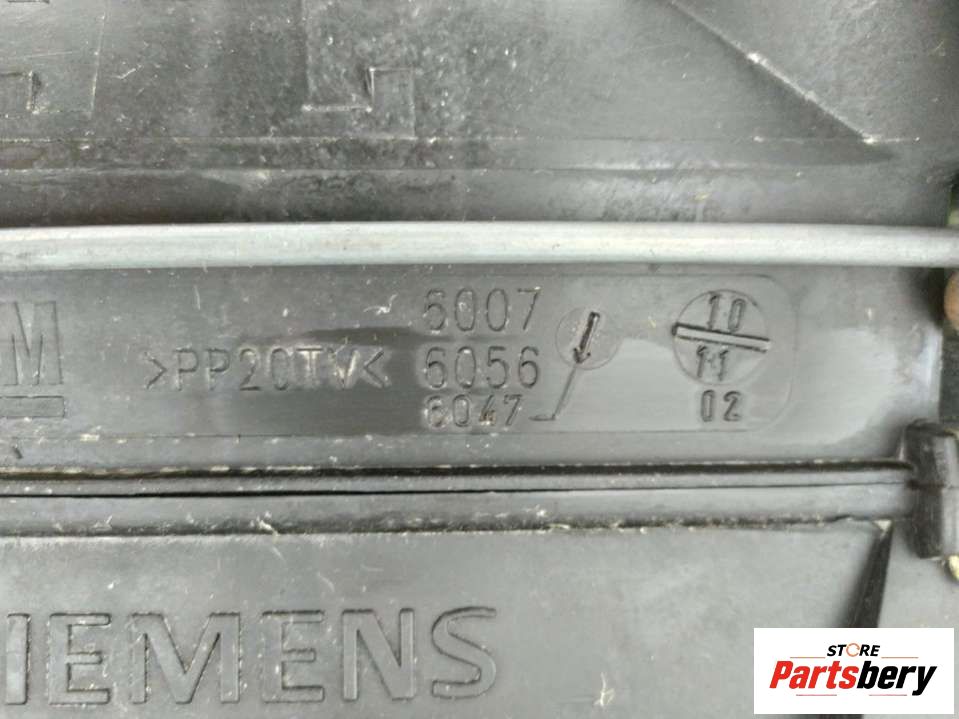 6007
10
M
>PP20TV<
6056
11
6047
02
IEMENS
STORE
Partsbery